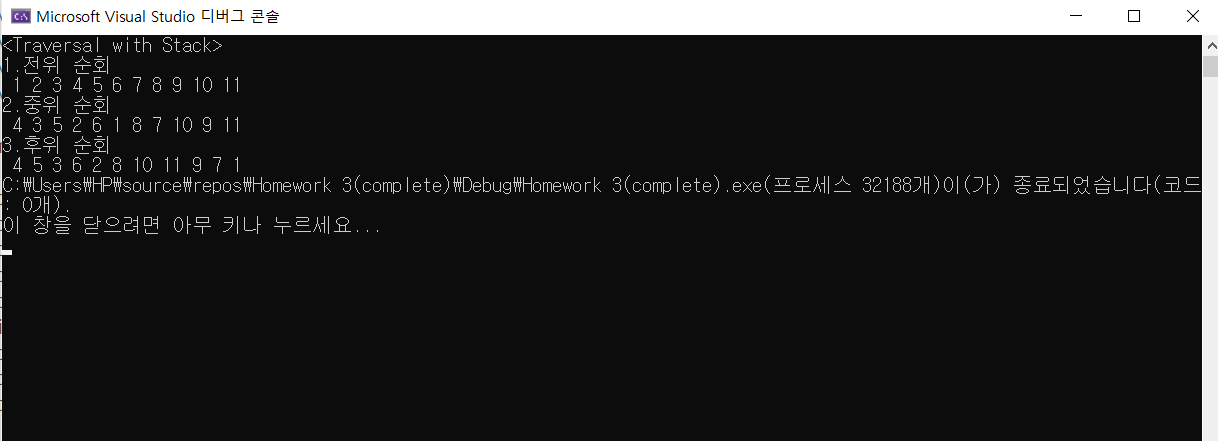 Microsoft Visual Studio 디버그 콘솔
<Traversal with Stack>
1.전위 순회
1 2 3 4 5 6 7 8 9 10 11
2.중위 순회
4 3 5 2 6 1 8 7 10 9 11
3.후위 순회
4 5 3 6 2 8 10 11 9 7 1
C:₩Users₩HP₩source₩repos₩Homework 3(complete)₩Debug₩Homework 3(complete).exe(프로세스 32188개)이(가) 종료되었습니다(코드
: 0개).
이 창을 닫으려면 아무 키나 누르세요...